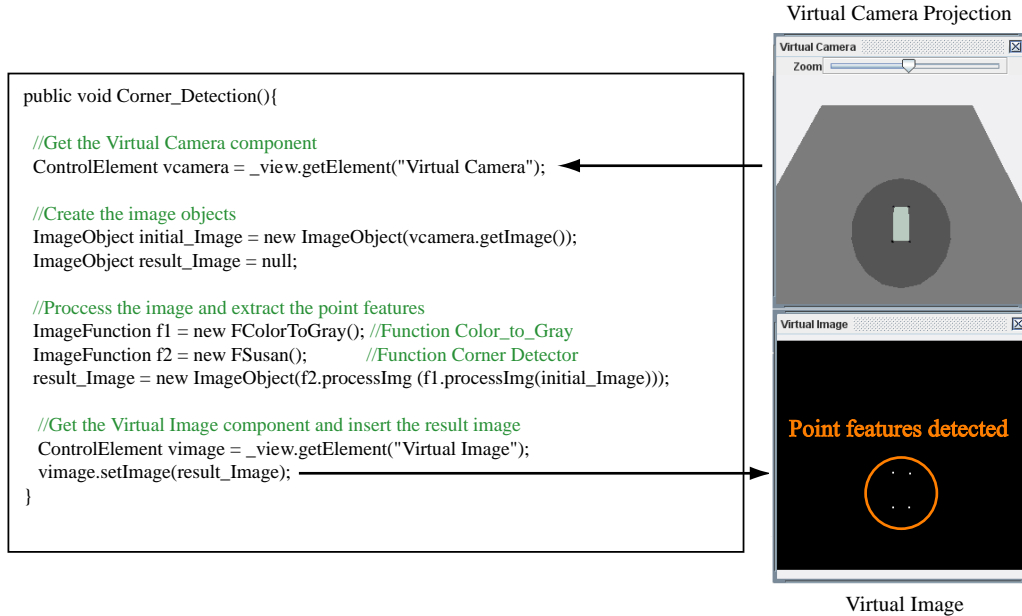 Virtual Camera Projection
Virtual Camera
Zoom
public void Corner_Detection(){
//Get the Virtual Camera component
ControlElement vcamera = _view.getElement("Virtual Camera");
//Create the image objects
ImageObject initial_Image = new ImageObject(vcamera.getImage());
ImageObject result_Image = null;
//Proccess the image and extract the point features
ImageFunction f1 = new FColorToGray(); //Function Color_to_Gray
ImageFunction f2 = new FSusan(); //Function Corner Detector
result_Image = new ImageObject(f2.processImg (f1.processImg(initial_Image)));
//Get the Virtual Image component and insert the result image
ControlElement vimage = _view.getElement("Virtual Image");
vimage.setImage(result_Image);
}
Virtual Image
Point features detected
Virtual Image